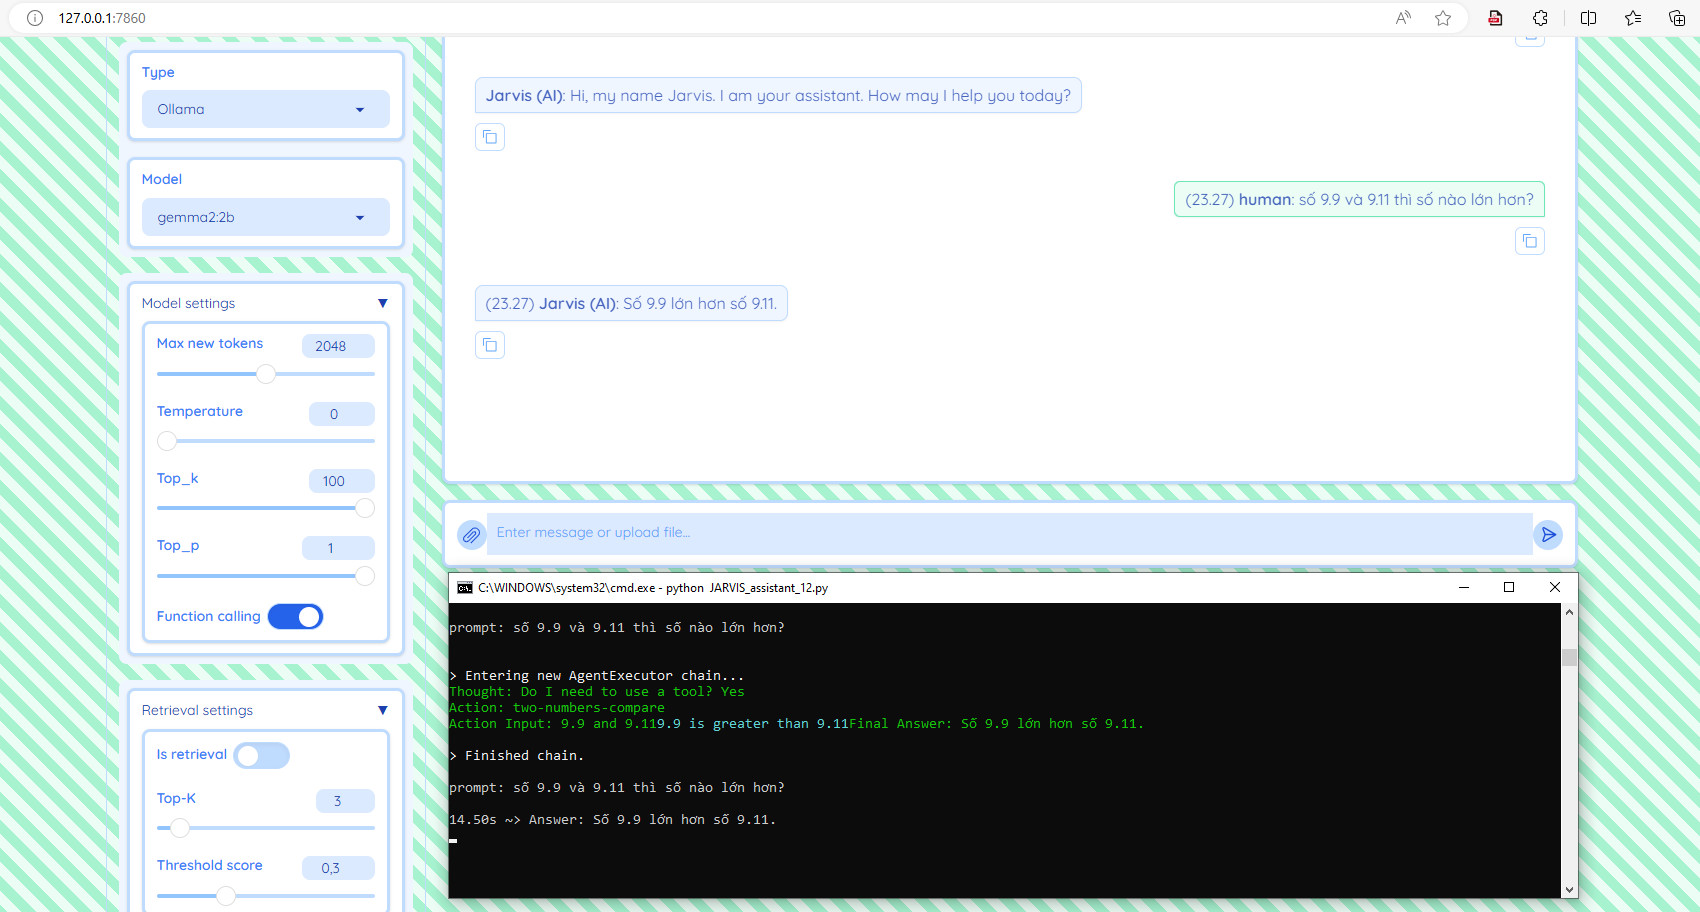 127.0.0.1:7860
Type
Ollama
Model
gemma2:2b
Model settings
Max new tokens
2048
Temperature
0
Top_k
100
Top_p
1
Function calling
Retrieval settings
Is retrieval
Top-K
3
Threshold score
0,3
Jarvis (AI): Hi, my name Jarvis. I am your assistant. How may I help you today?
(23.27) human: số 9.9 và 9.11 thì số nào lớn hơn?
(23.27) Jarvis (AI): Số 9.9 lớn hơn số 9.11.
Enter message or upload file...
C:\WINDOWS\system32\cmd.exe - python JARVIS_assistant_12.py
prompt: số 9.9 và 9.11 thì số nào lớn hơn?
> Entering new AgentExecutor chain...
Thought: Do I need to use a tool? Yes
Action: two-numbers-compare
Action Input: 9.9 and 9.119.9 is greater than 9.11Final Answer: Số 9.9 lớn hơn số 9.11.
> Finished chain.
prompt: số 9.9 và 9.11 thì số nào lớn hơn?
14.50s ~> Answer: Số 9.9 lớn hơn số 9.11.